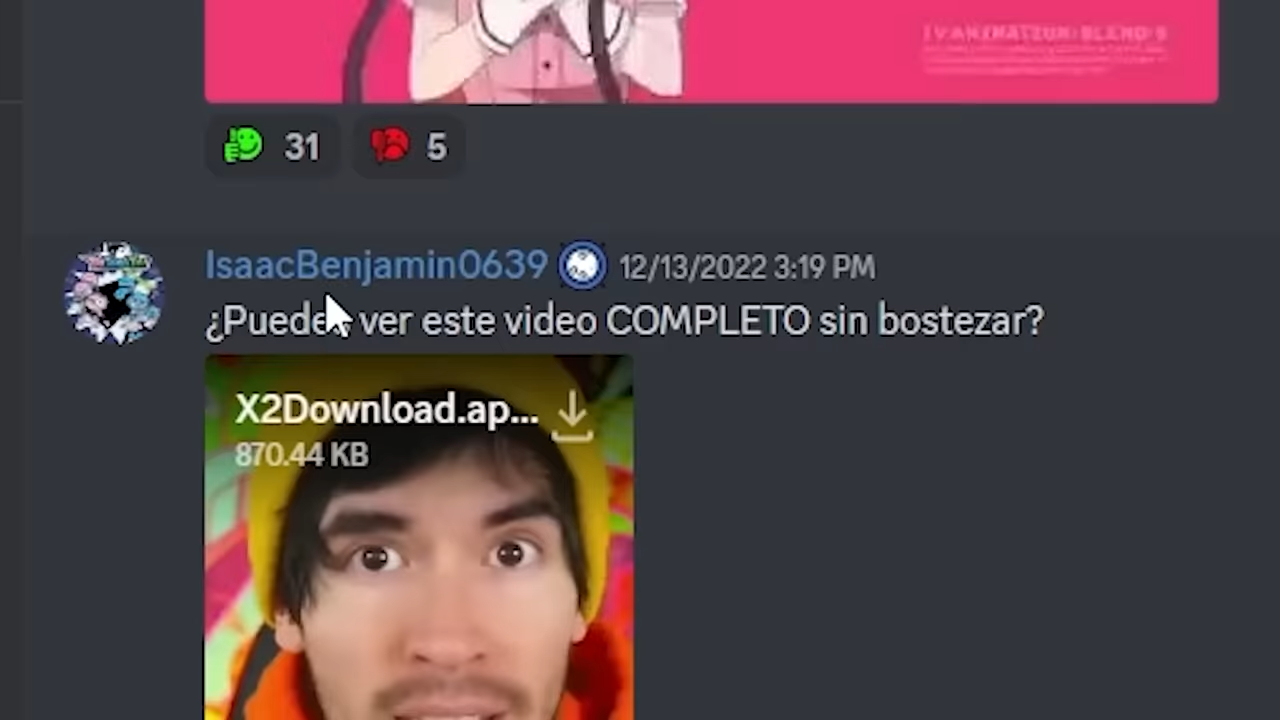 31 5
IsaacBenjamin0639 12/13/2022 3:19 PM
¿Puedes ver este video COMPLETO sin bostezar?
X2Download.ap...
870.44 KB